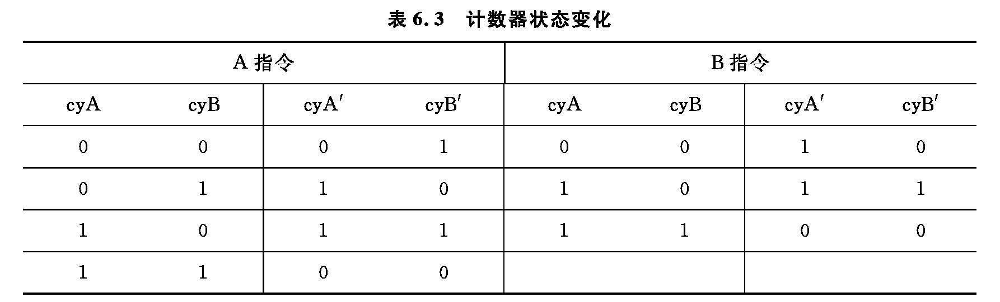 表 6. 3 计数器状态变化
A 指令 B 指令
cyA cyB cyA′ cyB′ cyA cyB cyA′ cyB′
0 0 0 1 0 0 1 0
0 1 1 0 1 0 1 1
1 0 1 1 1 1 0 0
1 1 0 0